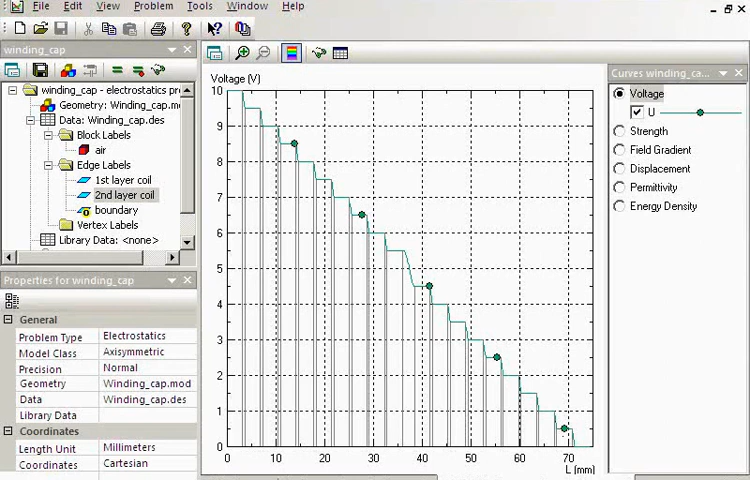 File Edit View Problem Tools Window Help
winding_cap
winding_cap - electrostatics pr
Geometry: Winding_cap.m
Data: Winding_cap.des
Block Labels
air
Edge Labels
1st layer coil
2nd layer coil
boundary
Vertex Labels
Library Data: <none>
Properties for winding_cap
General
Problem Type Electrostatics
Model Class Axisymmetric
Precision Normal
Geometry Winding_cap.mod
Data Winding_cap.des
Library Data
Coordinates
Length Unit Millimeters
Coordinates Cartesian
Voltage (V)
10
9
8
7
6
5
4
3
2
1
0
0 10 20 30 40 50 60 70
L [mm]
Curves winding_ca...
Voltage
U
Strength
Field Gradient
Displacement
Permittivity
Energy Density